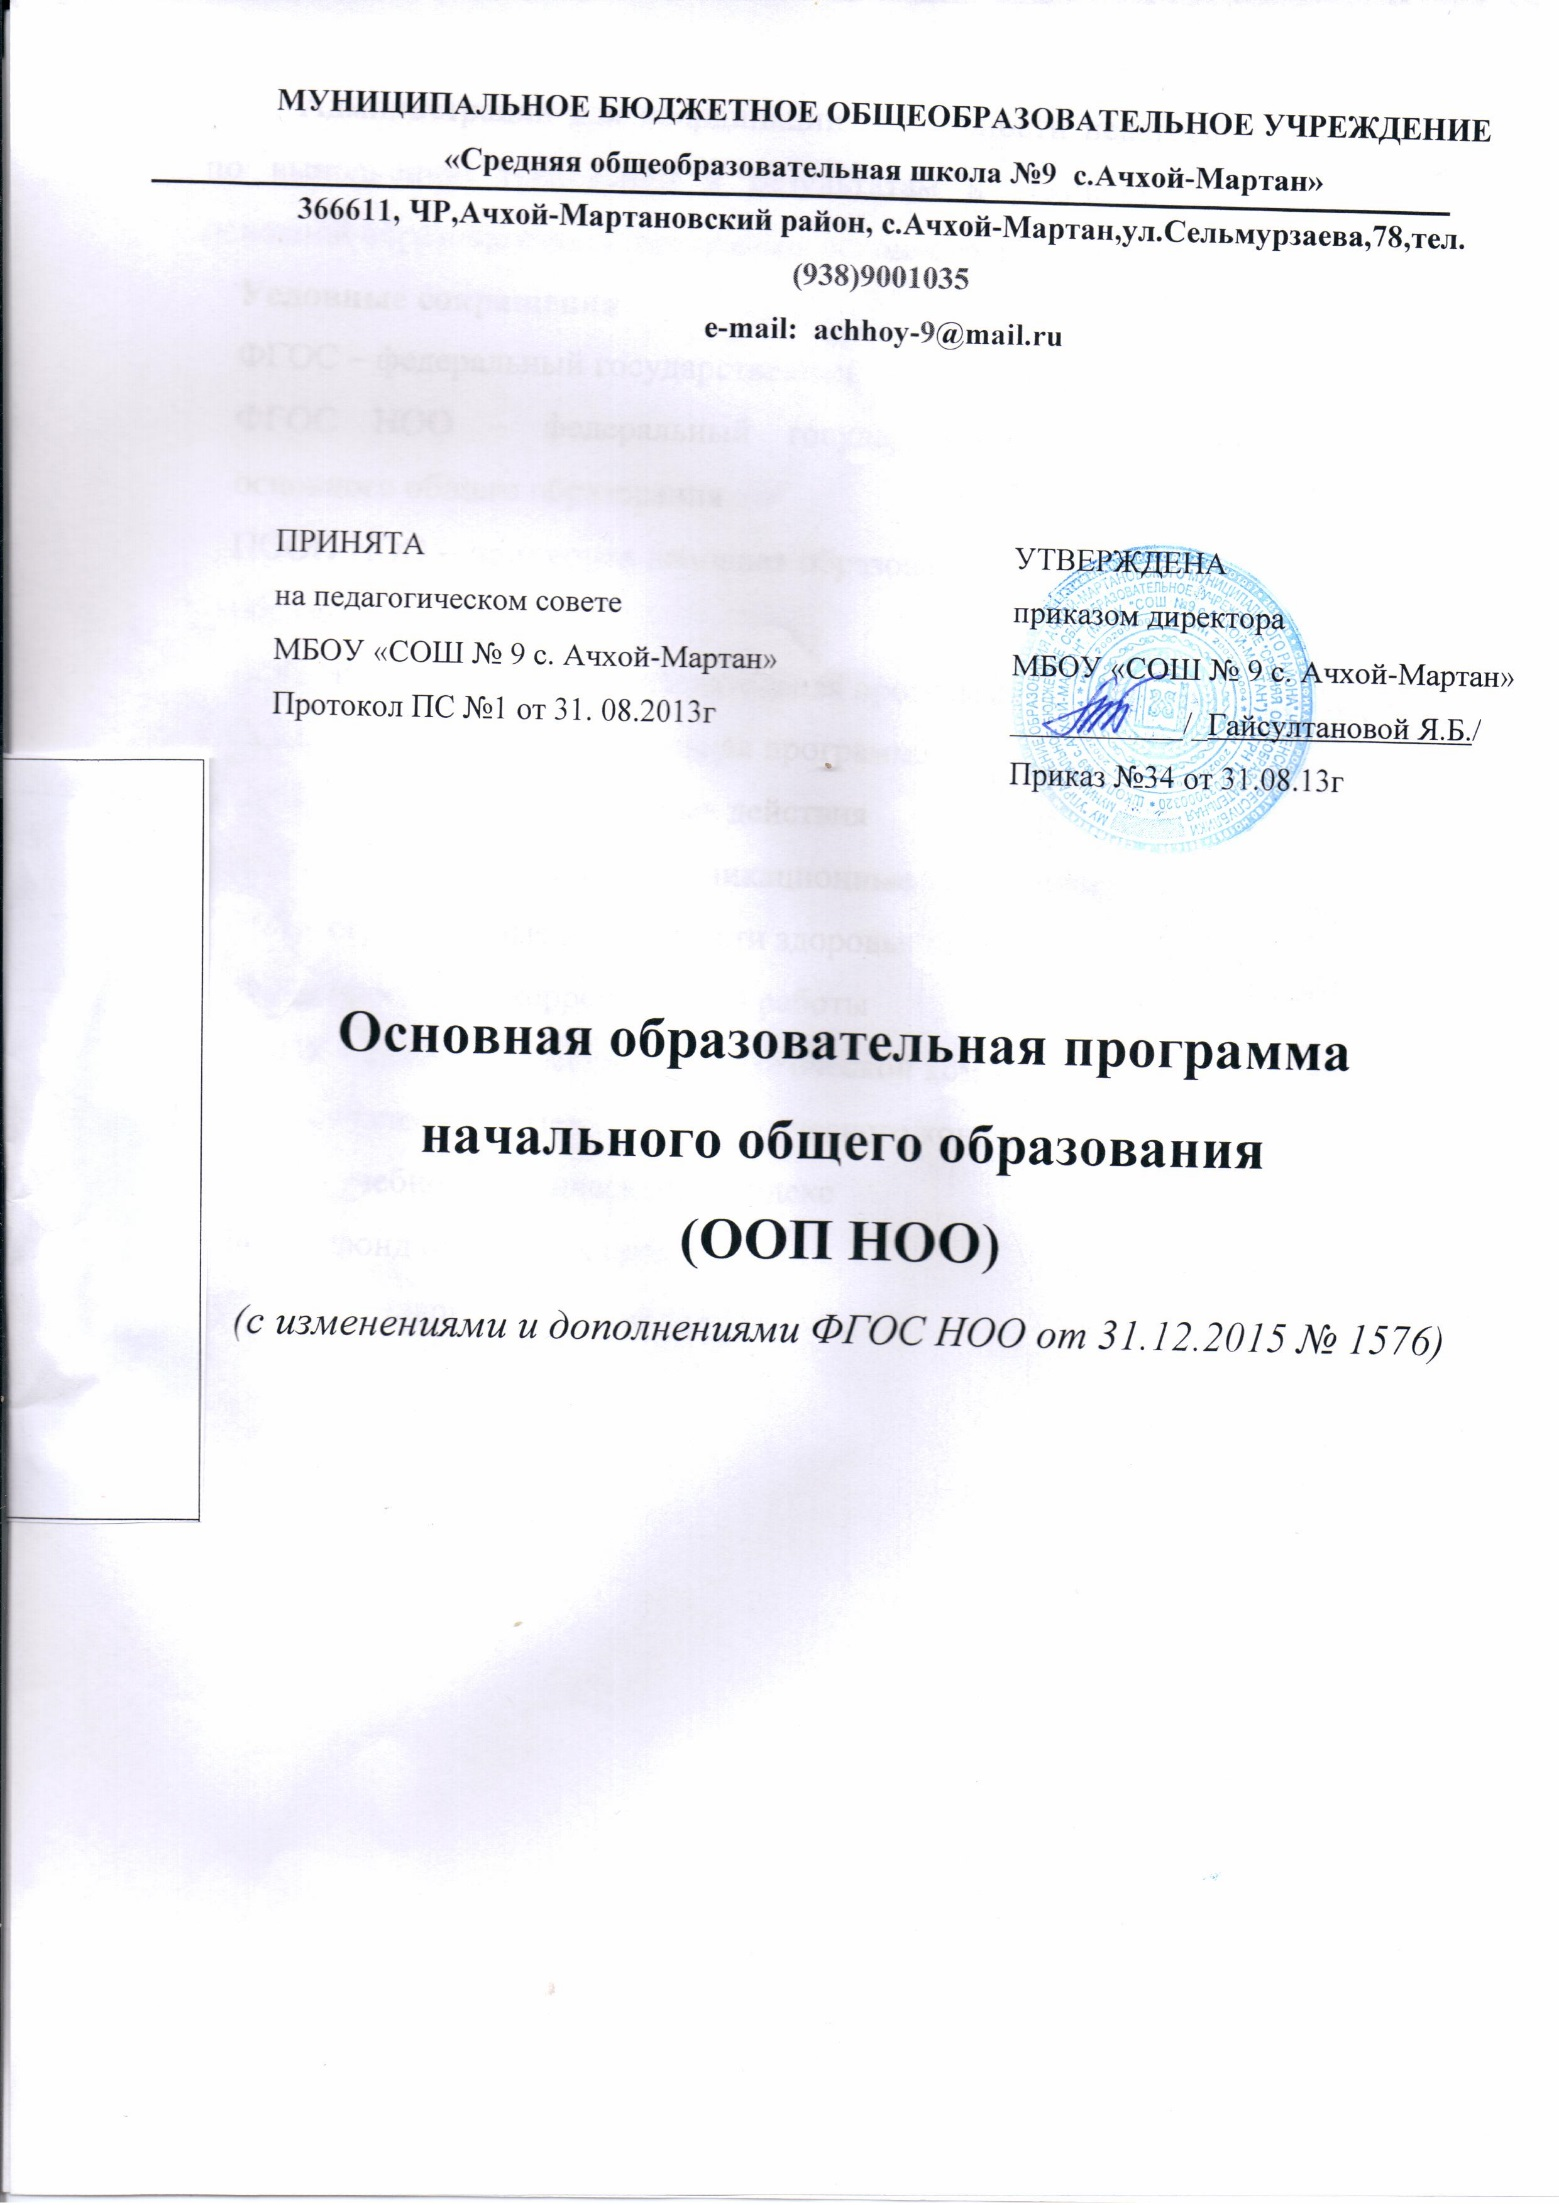 МУНИЦИПАЛЬНОЕ БЮДЖЕТНОЕ ОБЩЕОБРАЗОВАТЕЛЬНОЕ УЧРЕЖДЕНИЕ
«Средняя общеобразовательная школа №9 с.Ачхой-Мартан»
366611, ЧР,Ачхой-Мартановский район, с.Ачхой-Мартан,ул.Сельмурзаева,78,тел.
(938)9001035
e-mail: achhoy-9@mail.ru
ПРИНЯТА
на педагогическом совете
МБОУ «СОШ № 9 с. Ачхой-Мартан»
Протокол ПС №1 от 31. 08.2013г
УТВЕРЖДЕНА
приказом директора
МБОУ «СОШ № 9 с. Ачхой-Мартан»
/ Гайсултановой Я.Б./
Приказ №34 от 31.08.13г
Основная образовательная программа
начального общего образования
(ООП НОО)
(с изменениями и дополнениями ФГОС НОО от 31.12.2015 № 1576)